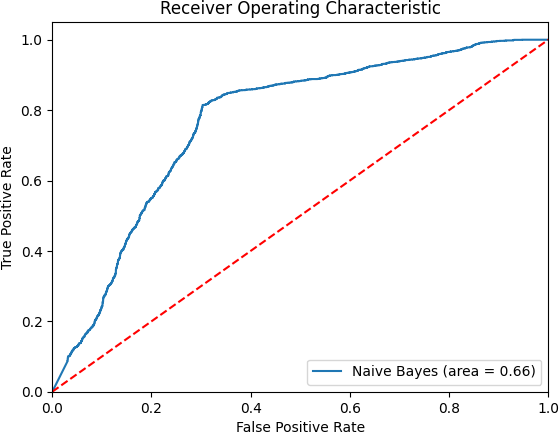 Receiver Operating Characteristic
True Positive Rate
1.0
0.8
0.6
0.4
0.2
0.0
Naive Bayes (area = 0.66)
0.0 0.2 0.4 0.6 0.8 1.0
False Positive Rate